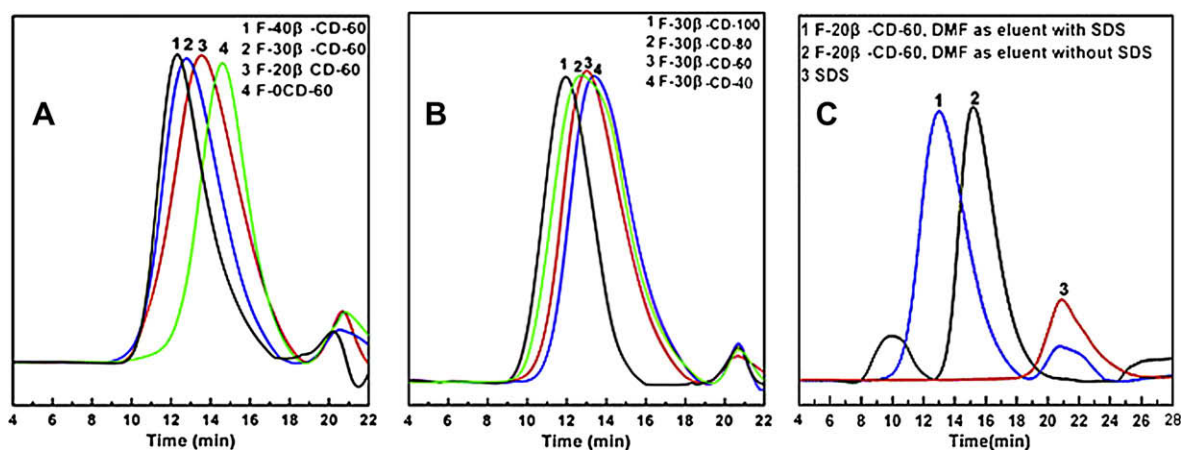 1 F-40β -CD-60
2 F-30β -CD-60
3 F-20β CD-60
4 F-0CD-60
1 2 3 4
A
4 6 8 10 12 14 16 18 20 22
Time (min)
1 F-30β-CD-100
2 F-30β-CD-80
3 F-30β-CD-60
4 F-30β-CD-40
1 2 3 4
B
4 6 8 10 12 14 16 18 20 22
Time (min)
1 F-20β -CD-60, DMF as eluent with SDS
2 F-20β -CD-60, DMF as eluent without SDS
3 SDS
C
1 2
3
4 6 8 10 12 14 16 18 20 22 24 26 28
Time(min)